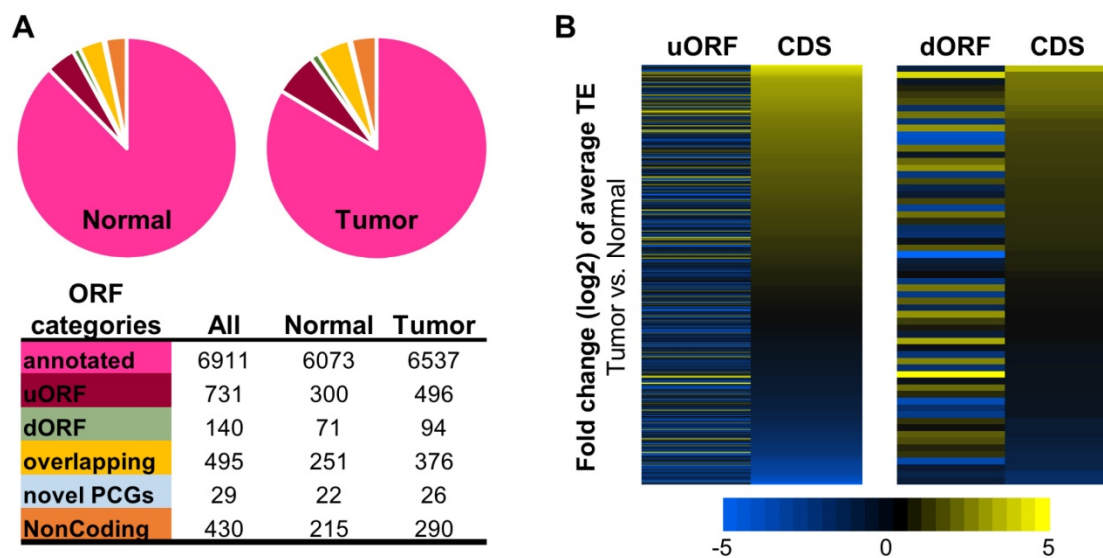 A
Normal
Tumor
ORF
categories All Normal Tumor
annotated 6911 6073 6537
uORF 731 300 496
dORF 140 71 94
overlapping 495 251 376
novel PCGs 29 22 26
NonCoding 430 215 290
B
uORF CDS dORF CDS
Fold change (log2) of average TE
Tumor vs. Normal
-5 0 5